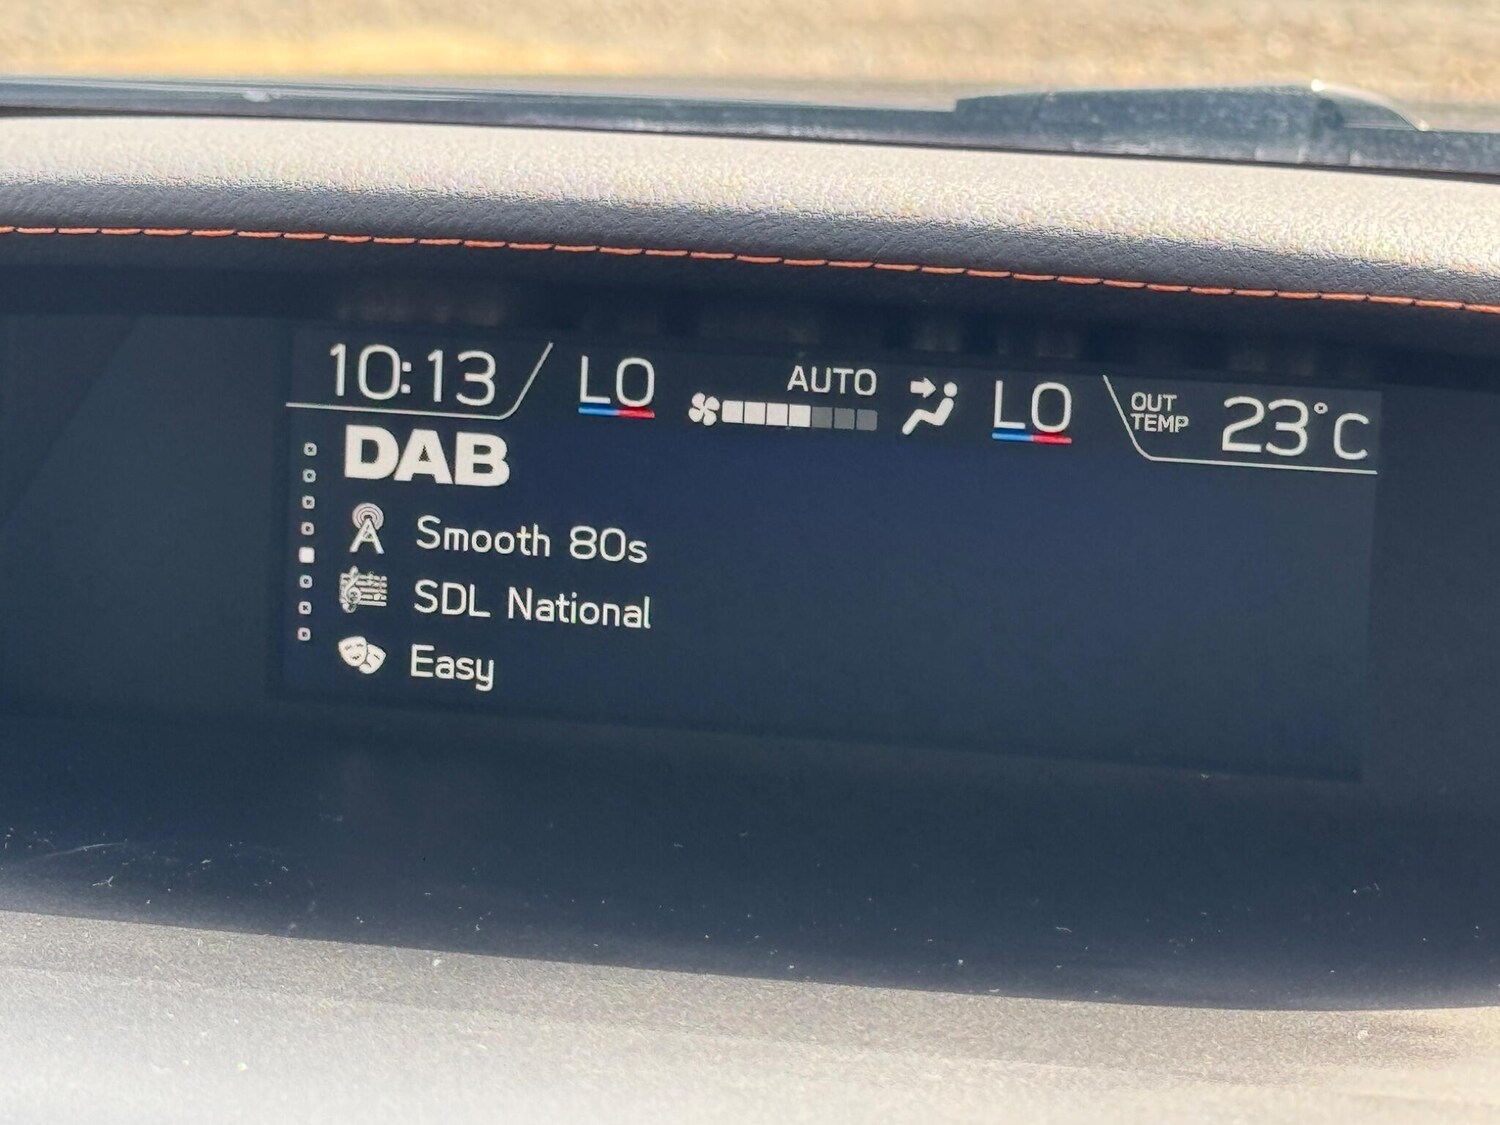 10:13 LO AUTO LO OUT TEMP 23°C
DAB
Smooth 80s
SDL National
Easy